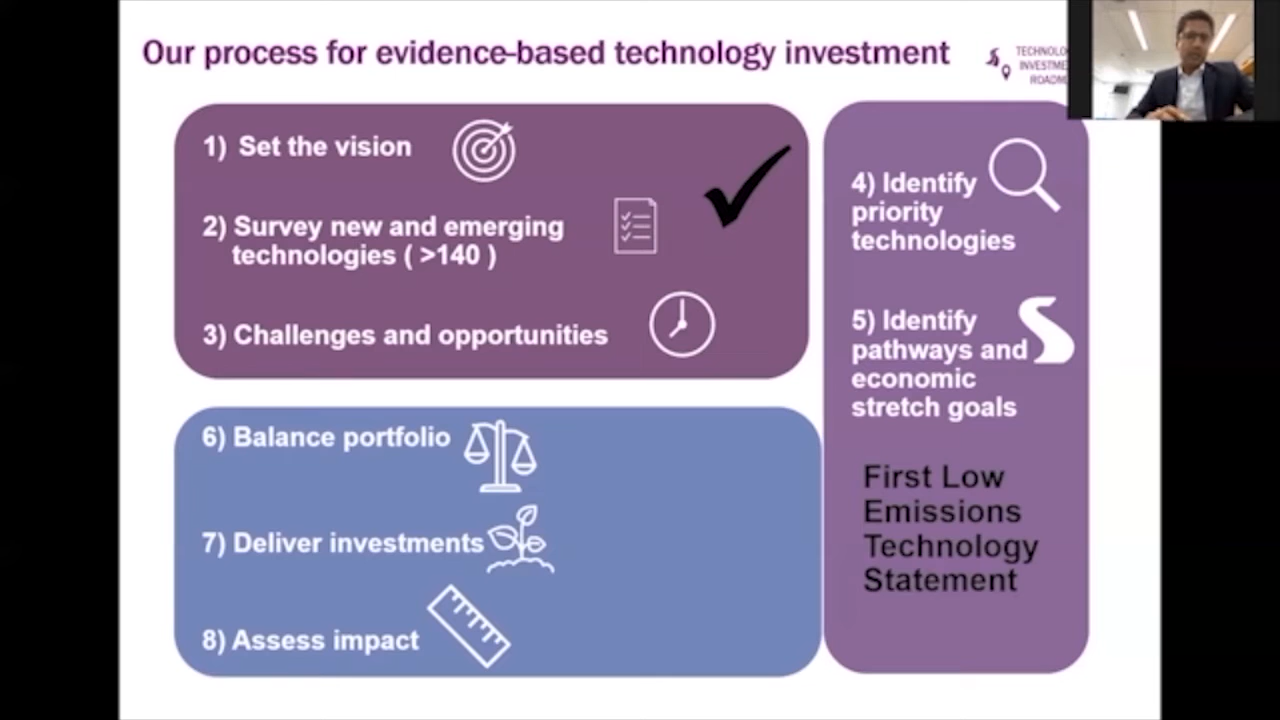 Our process for evidence-based technology investment
1) Set the vision
2) Survey new and emerging
technologies ( >140 )
3) Challenges and opportunities
4) Identify
priority
technologies
5) Identify
pathways and
economic
stretch goals
First Low
Emissions
Technology
Statement
6) Balance portfolio
7) Deliver investments
8) Assess impact